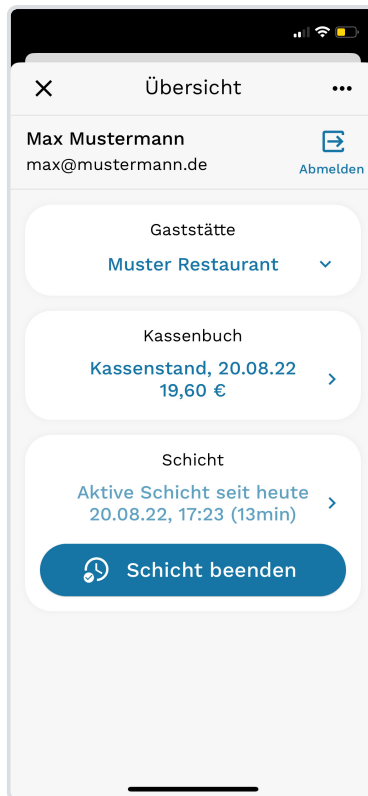 Übersicht
Max Mustermann
max@mustermann.de
Abmelden
Gaststätte
Muster Restaurant
Kassenbuch
Kassenstand, 20.08.22
19,60 €
Schicht
Aktive Schicht seit heute
20.08.22, 17:23 (13min)
Schicht beenden